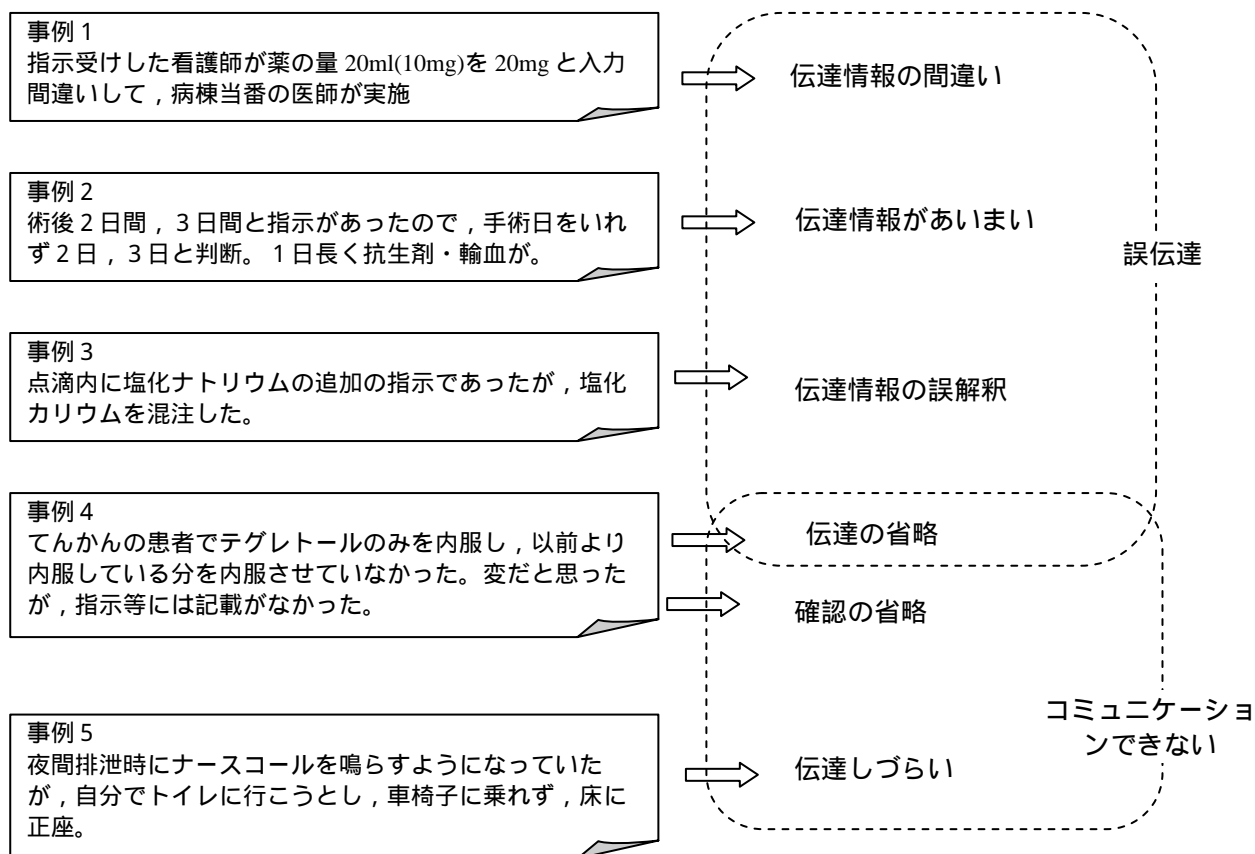 事例1
指示受けした看護師が薬の量 20ml(10mg)を 20mg と入力
間違いして，病棟当番の医師が実施
伝達情報の間違い
事例2
術後2日間，3日間と指示があったので，手術日をいれ
ず2日，3日と判断。1日長く抗生剤・輸血が。
伝達情報があいまい
誤伝達
事例3
点滴内に塩化ナトリウムの追加の指示であったが，塩化
カリウムを混注した。
伝達情報の誤解釈
事例4
てんかんの患者でテグレトールのみを内服し，以前より
内服している分を内服させていなかった。変だと思った
が，指示等には記載がなかった。
伝達の省略
確認の省略
コミュニケーショ
ンできない
事例5
夜間排泄時にナースコールを鳴らすようになっていた
が，自分でトイレに行こうとし，車椅子に乗れず，床に
正座。
伝達しづらい